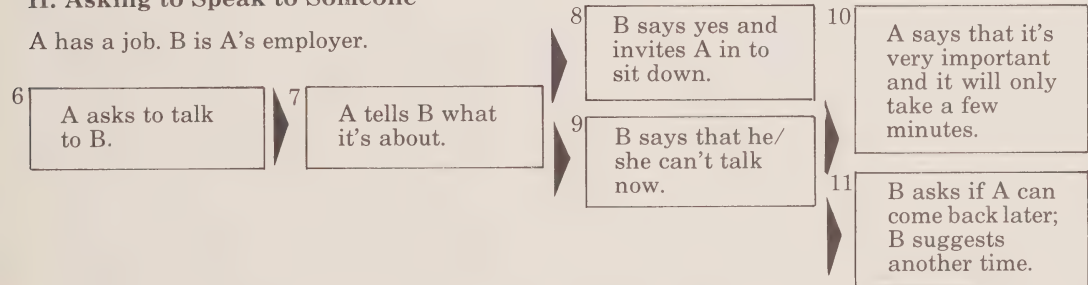 II. Asking to Speak to Someone
A has a job. B is A's employer.
6
A asks to talk
to B.
7
A tells B what
it's about.
8
B says yes and
invites A in to
sit down.
9
B says that he/
she can't talk
now.
10
A says that it's
very important
and it will only
take a few
minutes.
11
B asks if A can
come back later;
B suggests
another time.